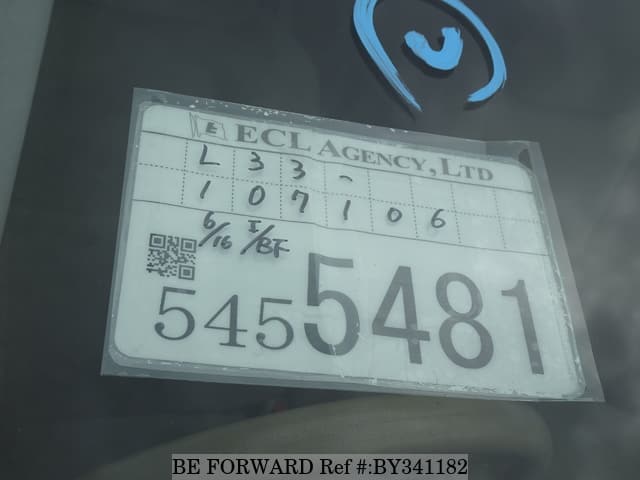 E ECL AGENCY, LTD
L33-
107106
6/16 I/BF
5455481
BE FORWARD Ref #:BY341182